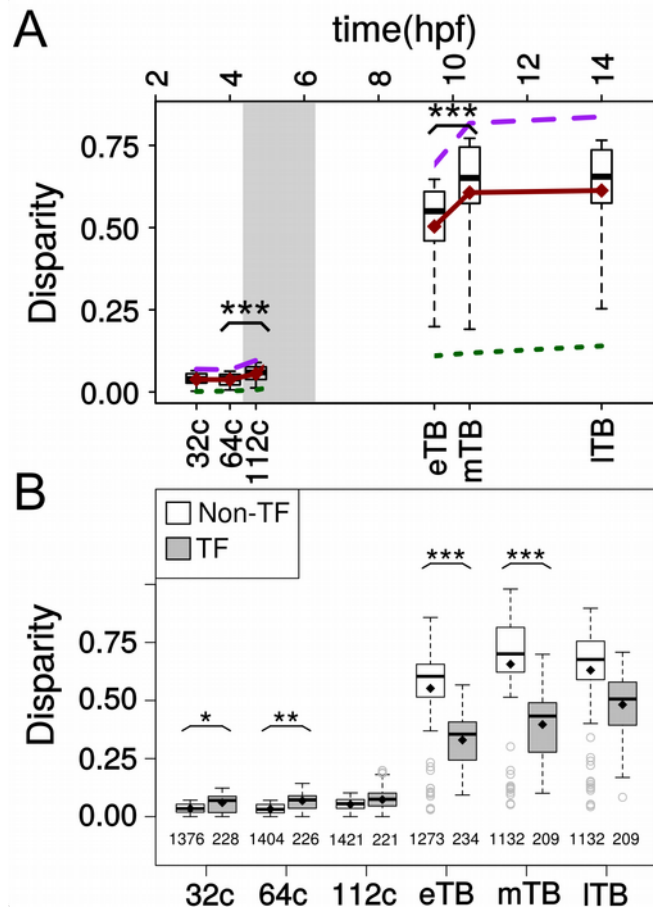 A
time(hpf)
2 4 6 8 10 12 14
Disparity
0.75
0.50
0.25
0.00
***
***
32c 64c 112c eTB mTB lTB
B
Non-TF
TF
Disparity
0.75
0.50
0.25
0.00
* ** *** ***
1376 228 1404 226 1421 221 1273 234 1132 209 1132 209
32c 64c 112c eTB mTB lTB